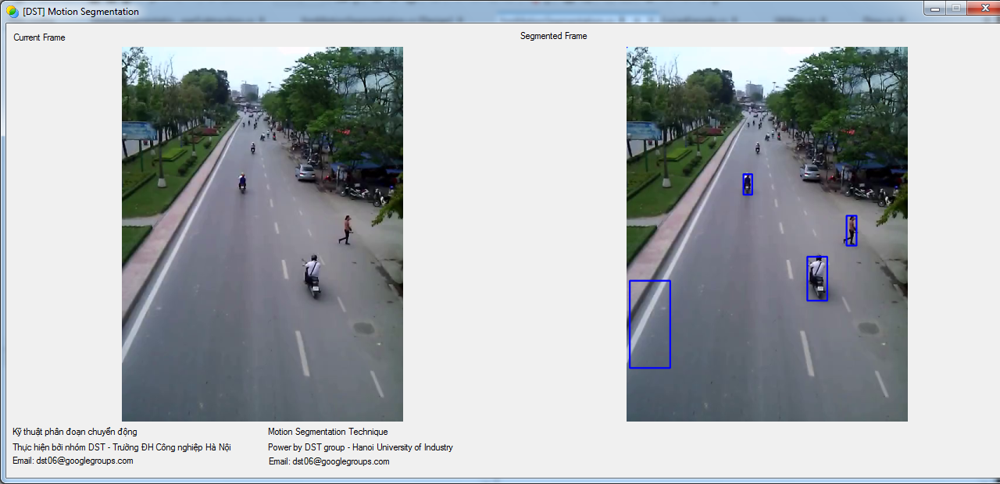 [DST] Motion Segmentation
Current Frame
Segmented Frame
Kỹ thuật phân đoạn chuyển động
Thực hiện bởi nhóm DST - Trường ĐH Công nghiệp Hà Nội
Email: dst06@googlegroups.com
Motion Segmentation Technique
Power by DST group - Hanoi University of Industry
Email: dst06@googlegroups.com